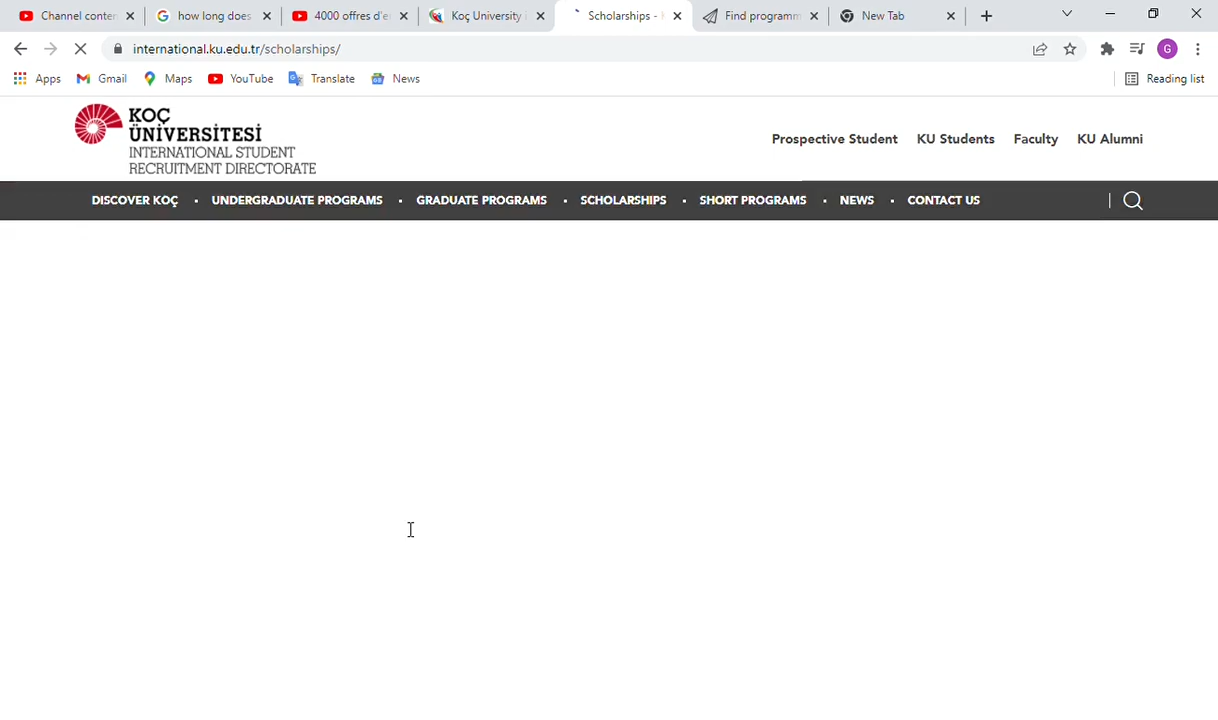 Channel conten
how long does
4000 offres d'e
Koç University i
Scholarships -
Find programm
New Tab
international.ku.edu.tr/scholarships/
G
Apps
Gmail
Maps
YouTube
Translate
News
Reading list
KOÇ
ÜNİVERSİTESİ
INTERNATIONAL STUDENT
RECRUITMENT DIRECTORATE
Prospective Student KU Students Faculty KU Alumni
DISCOVER KOÇ • UNDERGRADUATE PROGRAMS • GRADUATE PROGRAMS • SCHOLARSHIPS • SHORT PROGRAMS • NEWS • CONTACT US